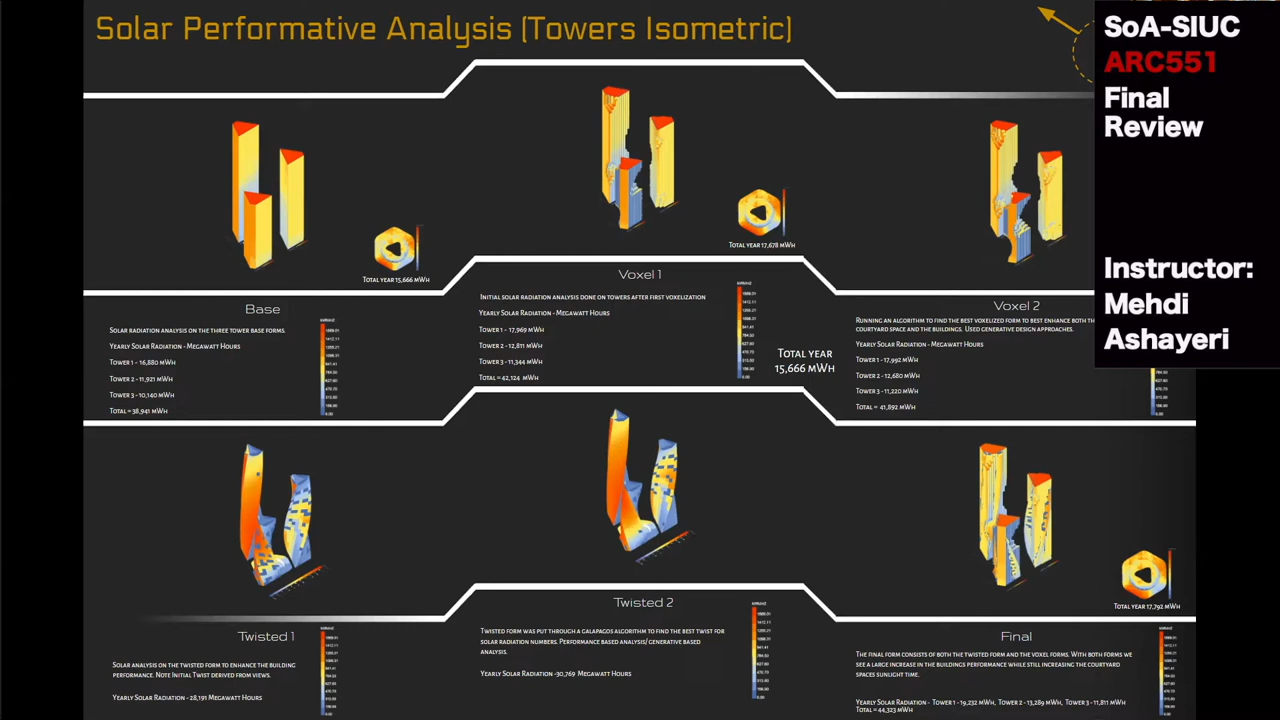 Solar Performative Analysis (Towers Isometric)
SoA-SIUC
ARC551
Final
Review
Instructor:
Mehdi
Ashayeri
Total year 15,666 mWh
Total year 17,678 mWh
Base
Solar radiation analysis on the three tower base forms.
Yearly Solar Radiation - Megawatt Hours
Tower 1 - 16,880 mWh
Tower 2 - 11,921 mWh
Tower 3 - 10,140 mWh
Total = 38,941 mWh
Voxel 1
Initial solar radiation analysis done on towers after first voxelization
Yearly Solar Radiation - Megawatt Hours
Tower 1 - 17,969 mWh
Tower 2 - 12,811 mWh
Tower 3 - 11,344 mWh
Total = 42,124 mWh
Total year
15,666 mWh
Voxel 2
Running an algorithm to find the best voxelized form to best enhance both th
courtyard space and the buildings. Used generative design approaches.
Yearly Solar Radiation - Megawatt Hours
Tower 1 - 17,992 mWh
Tower 2 - 12,680 mWh
Tower 3 - 11,220 mWh
Total = 41,892 mWh
Twisted 1
Solar analysis on the twisted form to enhance the building
performance. Note Initial Twist derived from views.
Yearly Solar Radiation - 28,191 Megawatt Hours
Twisted 2
Twisted form was put through a galapagos algorithm to find the best twist for
solar radiation numbers. Performance based analysis/ generative based
analysis.
Yearly Solar Radiation -30,769 Megawatt Hours
Total year 17,792 mWh
Final
The final form consists of both the twisted form and the voxel forms. With both forms we
see a large increase in the buildings performance while still increasing the courtyard
spaces sunlight time.
Yearly Solar Radiation - Tower 1 - 19,232 mWh, Tower 2 - 13,289 mWh, Tower 3 - 11,811 mWh
Total = 44,323 mWh